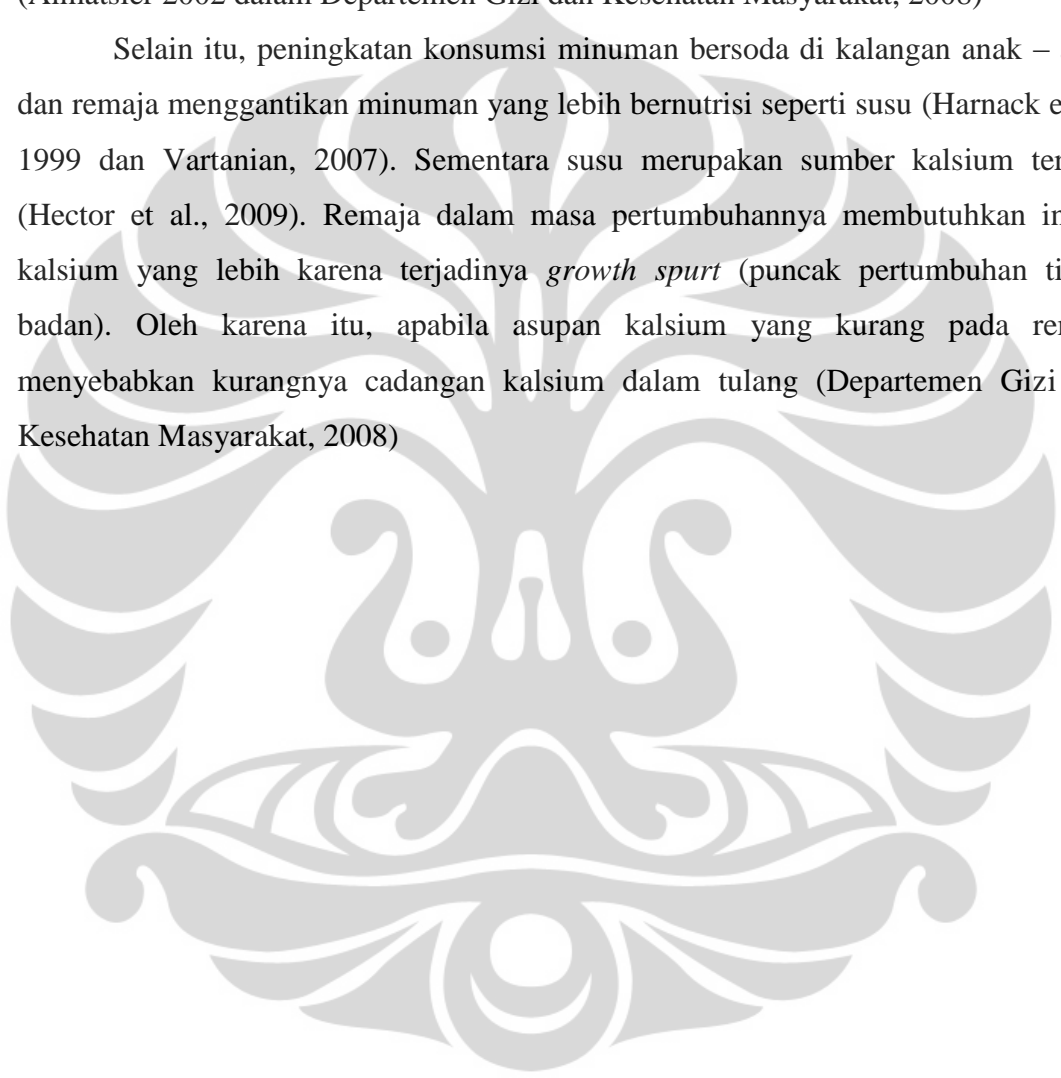 (Almatsier 2002 dalam Departemen Gizi dan Kesehatan Masyarakat, 2008)
Selain itu, peningkatan konsumsi minuman bersoda di kalangan anak –
dan remaja menggantikan minuman yang lebih bernutrisi seperti susu (Harnack e
1999 dan Vartanian, 2007). Sementara susu merupakan sumber kalsium ter
(Hector et al., 2009). Remaja dalam masa pertumbuhannya membutuhkan in
kalsium yang lebih karena terjadinya growth spurt (puncak pertumbuhan ti
badan). Oleh karena itu, apabila asupan kalsium yang kurang pada re
menyebabkan kurangnya cadangan kalsium dalam tulang (Departemen Gizi
Kesehatan Masyarakat, 2008)